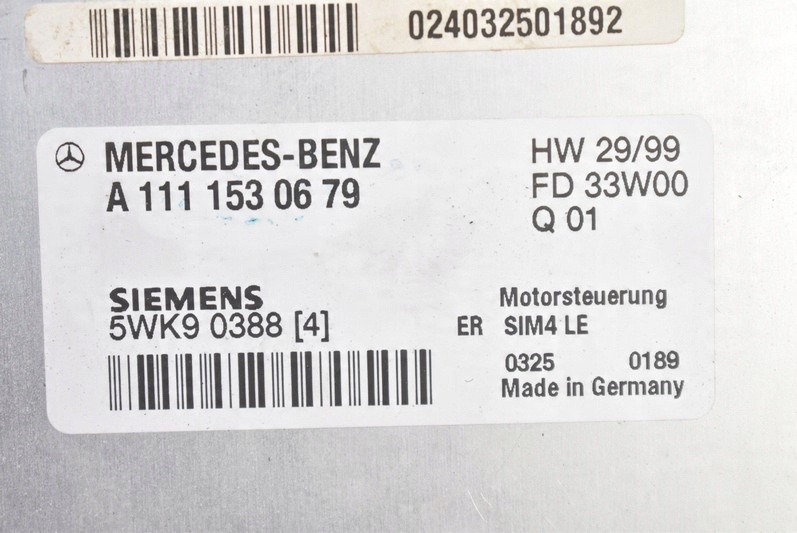 024032501892
MERCEDES-BENZ HW 29/99
A 111 153 06 79 FD 33W00
Q 01
SIEMENS Motorsteuerung
5WK9 0388 [4] ER SIM4 LE
0325 0189
Made in Germany